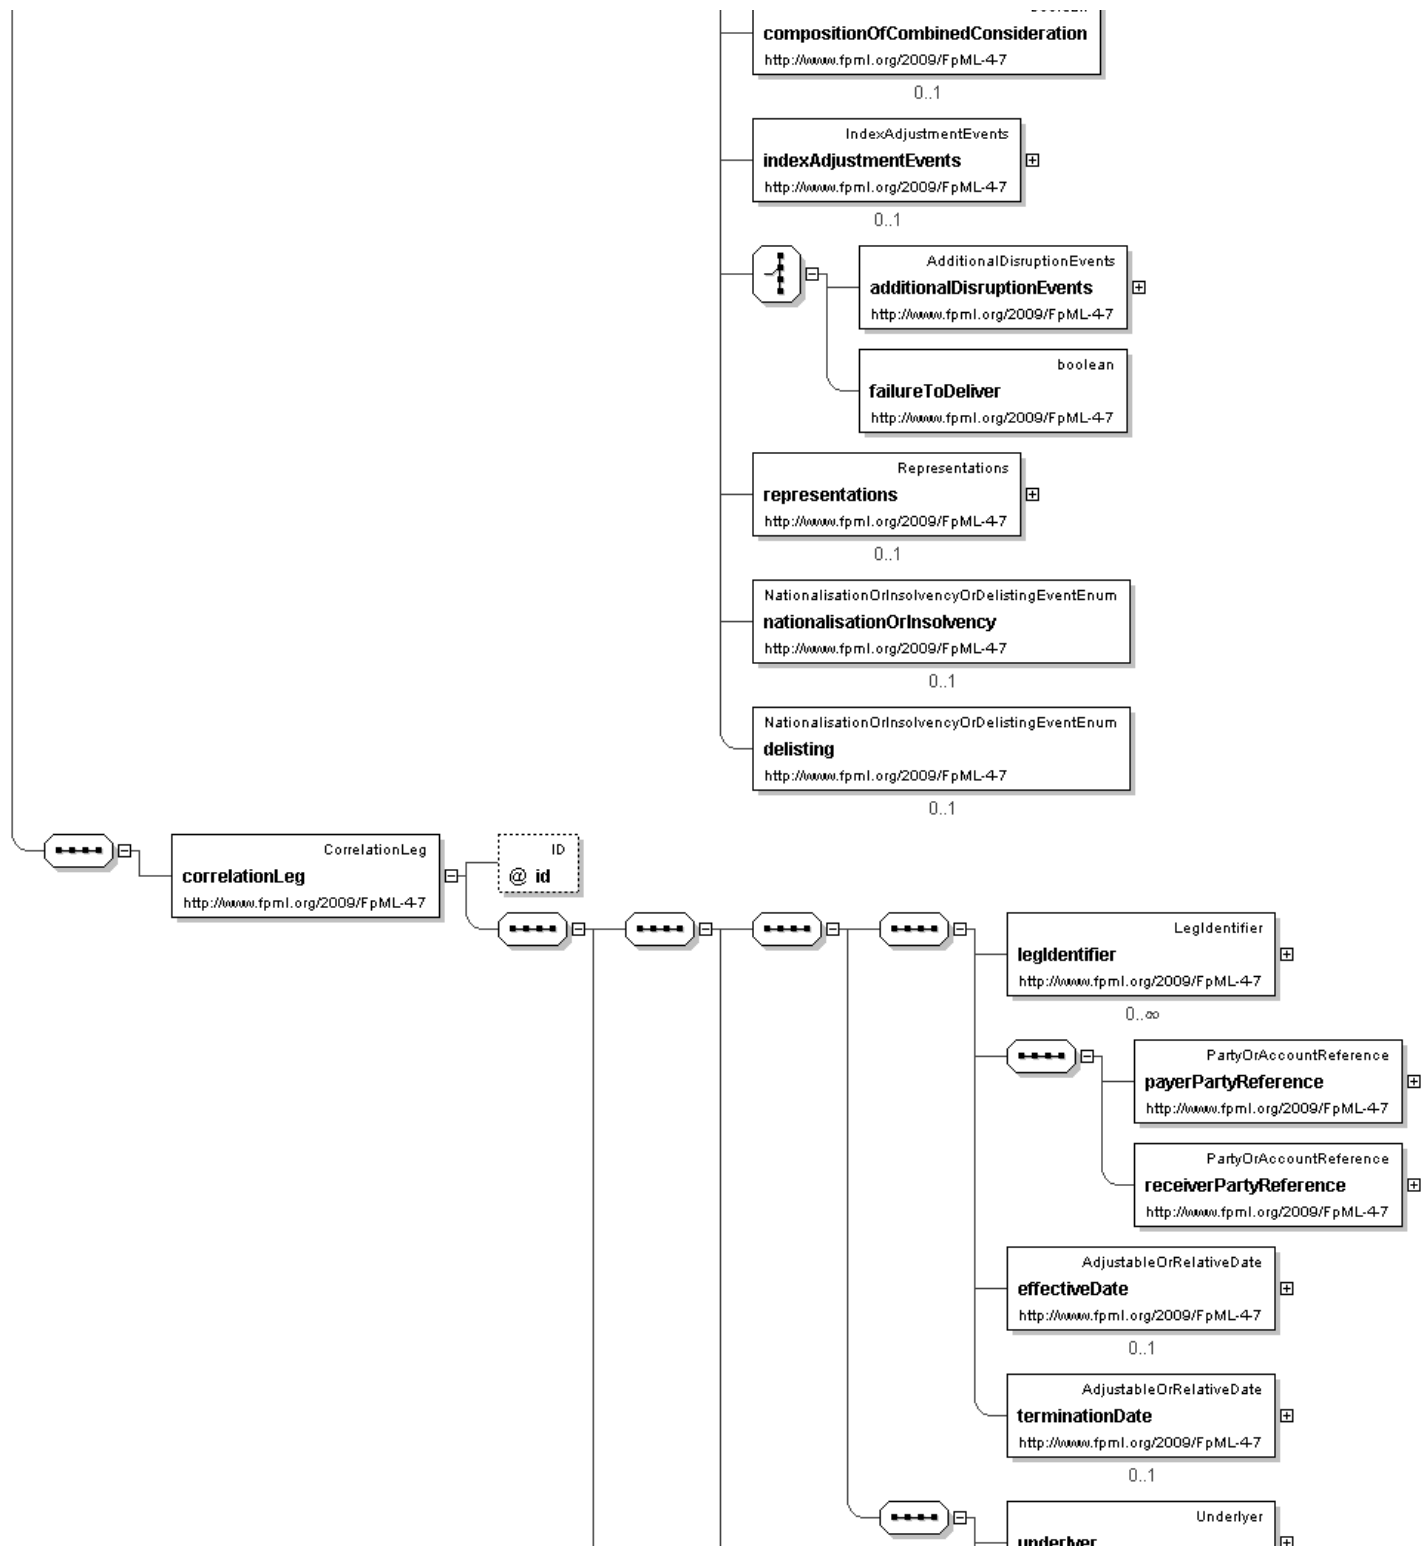 compositionOfCombinedConsideration
http://www.fpml.org/2009/FpML-4-7
0..1
IndexAdjustmentEvents
indexAdjustmentEvents
http://www.fpml.org/2009/FpML-4-7
0..1
AdditionalDisruptionEvents
additionalDisruptionEvents
http://www.fpml.org/2009/FpML-4-7
boolean
failureToDeliver
http://www.fpml.org/2009/FpML-4-7
Representations
representations
http://www.fpml.org/2009/FpML-4-7
0..1
NationalisationOrInsolvencyOrDelistingEventEnum
nationalisationOrInsolvency
http://www.fpml.org/2009/FpML-4-7
0..1
NationalisationOrInsolvencyOrDelistingEventEnum
delisting
http://www.fpml.org/2009/FpML-4-7
0..1
CorrelationLeg
correlationLeg
http://www.fpml.org/2009/FpML-4-7
ID
@ id
LegIdentifier
legIdentifier
http://www.fpml.org/2009/FpML-4-7
0..∞
PartyOrAccountReference
payerPartyReference
http://www.fpml.org/2009/FpML-4-7
PartyOrAccountReference
receiverPartyReference
http://www.fpml.org/2009/FpML-4-7
AdjustableOrRelativeDate
effectiveDate
http://www.fpml.org/2009/FpML-4-7
0..1
AdjustableOrRelativeDate
terminationDate
http://www.fpml.org/2009/FpML-4-7
0..1
Underlyer
underlyer